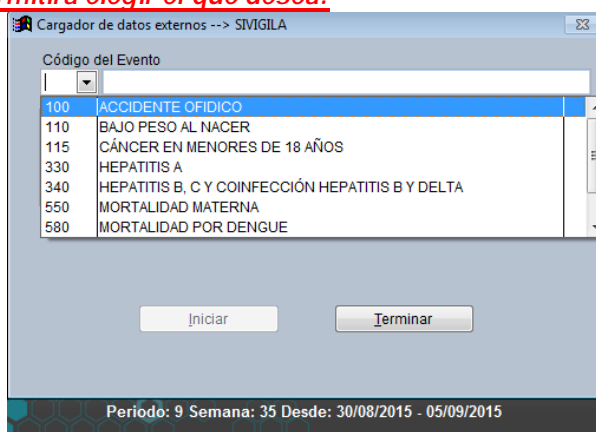 elegir el que desea:
Cargador de datos externos --> SIVIGILA
Código del Evento
100 ACCIDENTE OFIDICO
110 BAJO PESO AL NACER
115 CÁNCER EN MENORES DE 18 AÑOS
330 HEPATITIS A
340 HEPATITIS B, C Y COINFECCIÓN HEPATITIS B Y DELTA
550 MORTALIDAD MATERNA
580 MORTALIDAD POR DENGUE
Iniciar Terminar
Periodo: 9 Semana: 35 Desde: 30/08/2015 - 05/09/2015